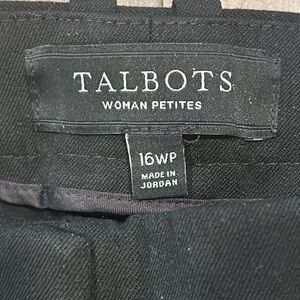 TALBOTS
WOMAN PETITES
16WP
MADE IN
JORDAN